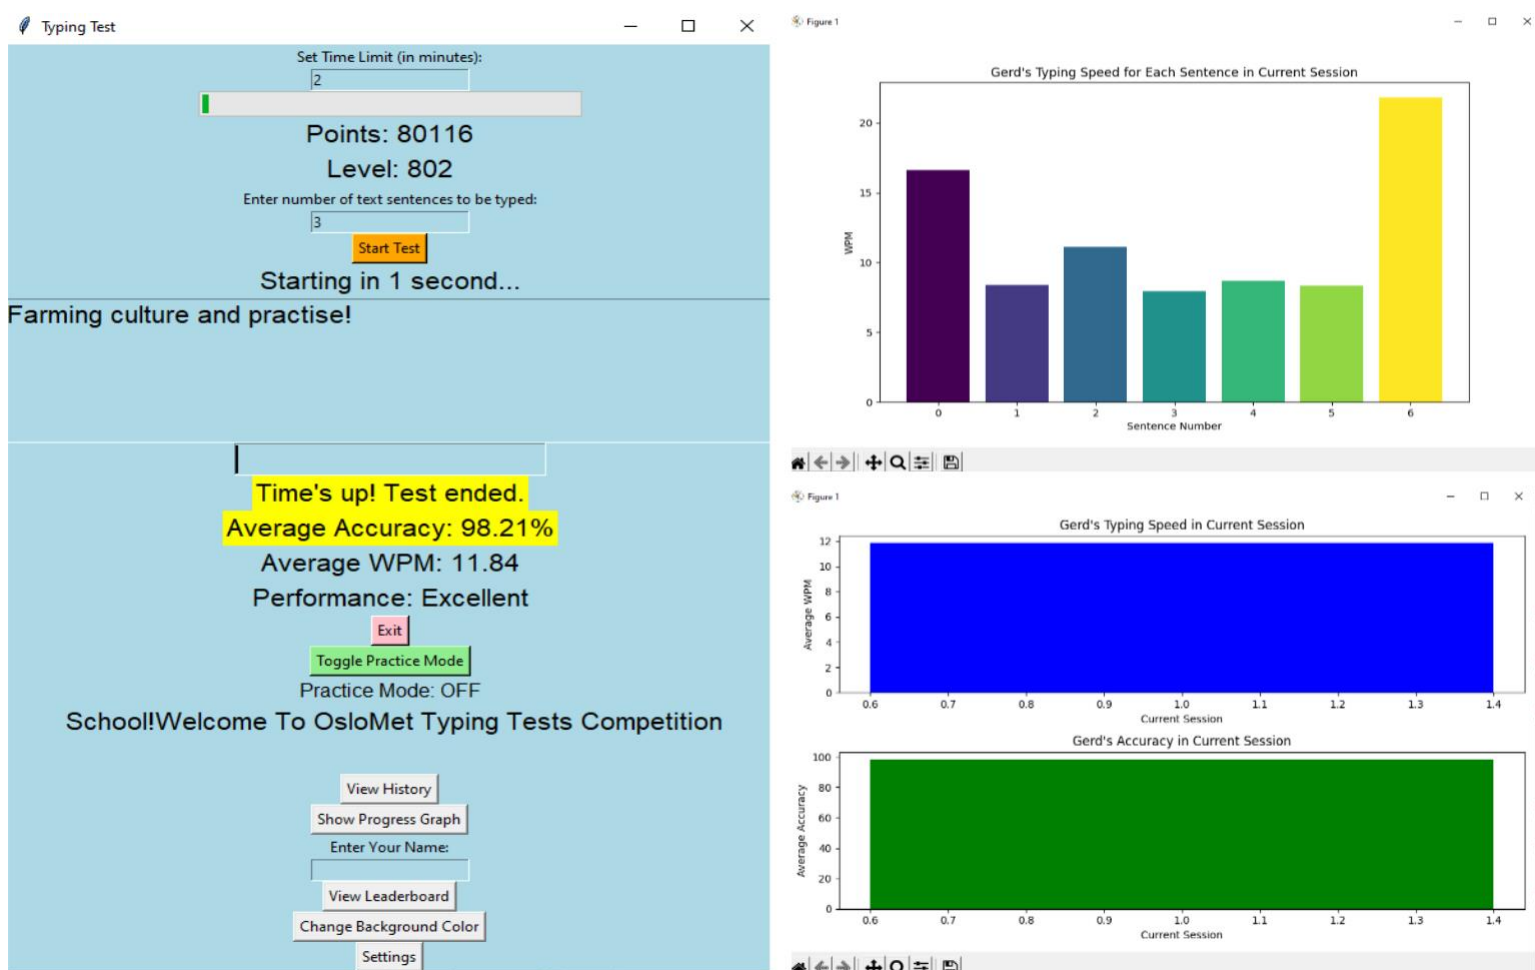 Typing Test
Set Time Limit (in minutes):
2
Points: 80116
Level: 802
Enter number of text sentences to be typed:
3
Start Test
Starting in 1 second...
Farming culture and practise!
Time's up! Test ended.
Average Accuracy: 98.21%
Average WPM: 11.84
Performance: Excellent
Exit
Toggle Practice Mode
Practice Mode: OFF
School!Welcome To OsloMet Typing Tests Competition
View History
Show Progress Graph
Enter Your Name:
View Leaderboard
Change Background Color
Settings
Figure 1
Gerd's Typing Speed for Each Sentence in Current Session
20
15
10
5
0
WPM
0 1 2 3 4 5 6
Sentence Number
Figure 1
Gerd's Typing Speed in Current Session
12
10
8
6
4
2
0
Average WPM
0.6 0.7 0.8 0.9 1.0 1.1 1.2 1.3 1.4
Current Session
Gerd's Accuracy in Current Session
100
80
60
40
20
0
Average Accuracy
0.6 0.7 0.8 0.9 1.0 1.1 1.2 1.3 1.4
Current Session